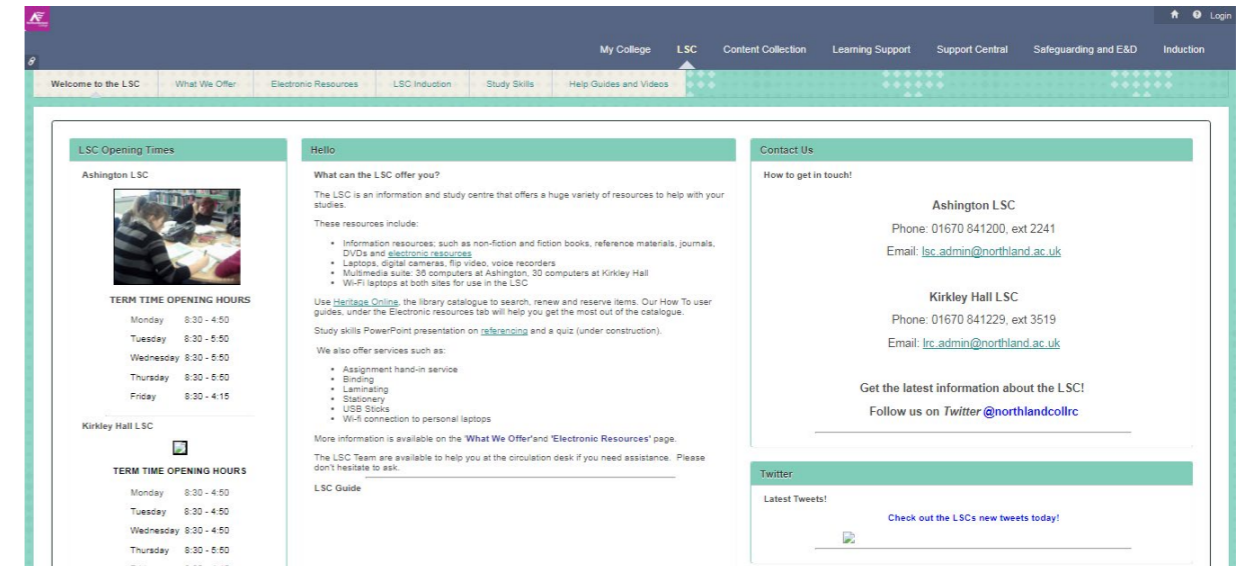 Login
My College LSC Content Collection Learning Support Support Central Safeguarding and E&D Induction
Welcome to the LSC What We Offer Electronic Resources LSC Induction Study Skills Help Guides and Videos
LSC Opening Times
Ashington LSC
TERM TIME OPENING HOURS
Monday 8:30 - 4:50
Tuesday 8:30 - 5:50
Wednesday 8:30 - 5:50
Thursday 8:30 - 5:50
Friday 8:30 - 4:15
Kirkley Hall LSC
TERM TIME OPENING HOURS
Monday 8:30 - 4:50
Tuesday 8:30 - 5:50
Wednesday 8:30 - 4:50
Thursday 8:30 - 5:50
Hello
What can the LSC offer you?
The LSC is an information and study centre that offers a huge variety of resources to help with your
studies.
These resources include:
• Information resources; such as non-fiction and fiction books, reference materials, journals,
DVDs and electronic resources
• Laptops, digital cameras, flip video, voice recorders
• Multimedia suite: 36 computers at Ashington, 30 computers at Kirkley Hall
• Wi-Fi laptops at both sites for use in the LSC
Use Heritage Online, the library catalogue to search, renew and reserve items. Our How To user
guides, under the Electronic resources tab will help you get the most out of the catalogue.
Study skills PowerPoint presentation on referencing and a quiz (under construction).
We also offer services such as:
• Assignment hand-in service
• Binding
• Laminating
• Stationery
• USB Sticks
• Wi-fi connection to personal laptops
More information is available on the 'What We Offer'and 'Electronic Resources' page.
The LSC Team are available to help you at the circulation desk if you need assistance. Please
don't hesitate to ask.
LSC Guide
Contact Us
How to get in touch!
Ashington LSC
Phone: 01670 841200, ext 2241
Email: lsc.admin@northland.ac.uk
Kirkley Hall LSC
Phone: 01670 841229, ext 3519
Email: lrc.admin@northland.ac.uk
Get the latest information about the LSC!
Follow us on Twitter @northlandcollrc
Twitter
Latest Tweets!
Check out the LSCs new tweets today!